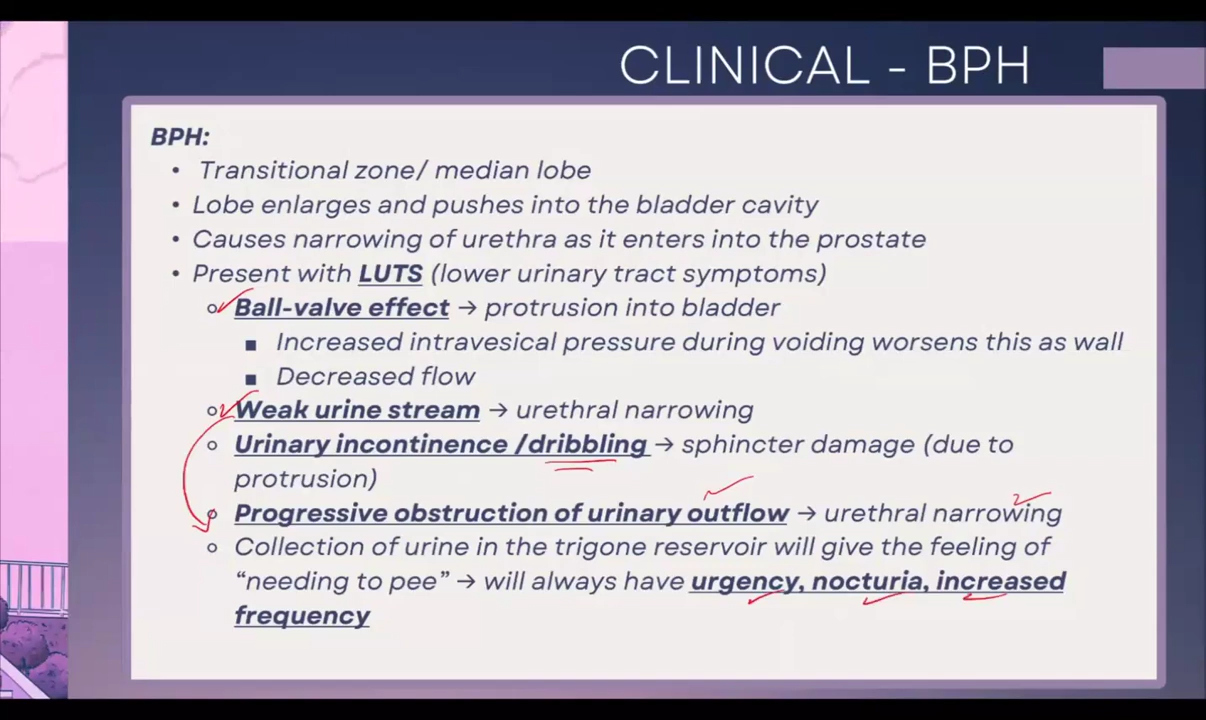 CLINICAL - BPH
BPH:
• Transitional zone/ median lobe
• Lobe enlarges and pushes into the bladder cavity
• Causes narrowing of urethra as it enters into the prostate
• Present with LUTS (lower urinary tract symptoms)
○ Ball-valve effect → protrusion into bladder
■ Increased intravesical pressure during voiding worsens this as wall
■ Decreased flow
○ Weak urine stream → urethral narrowing
○ Urinary incontinence /dribbling → sphincter damage (due to
protrusion)
○ Progressive obstruction of urinary outflow → urethral narrowing
○ Collection of urine in the trigone reservoir will give the feeling of
“needing to pee” → will always have urgency, nocturia, increased
frequency